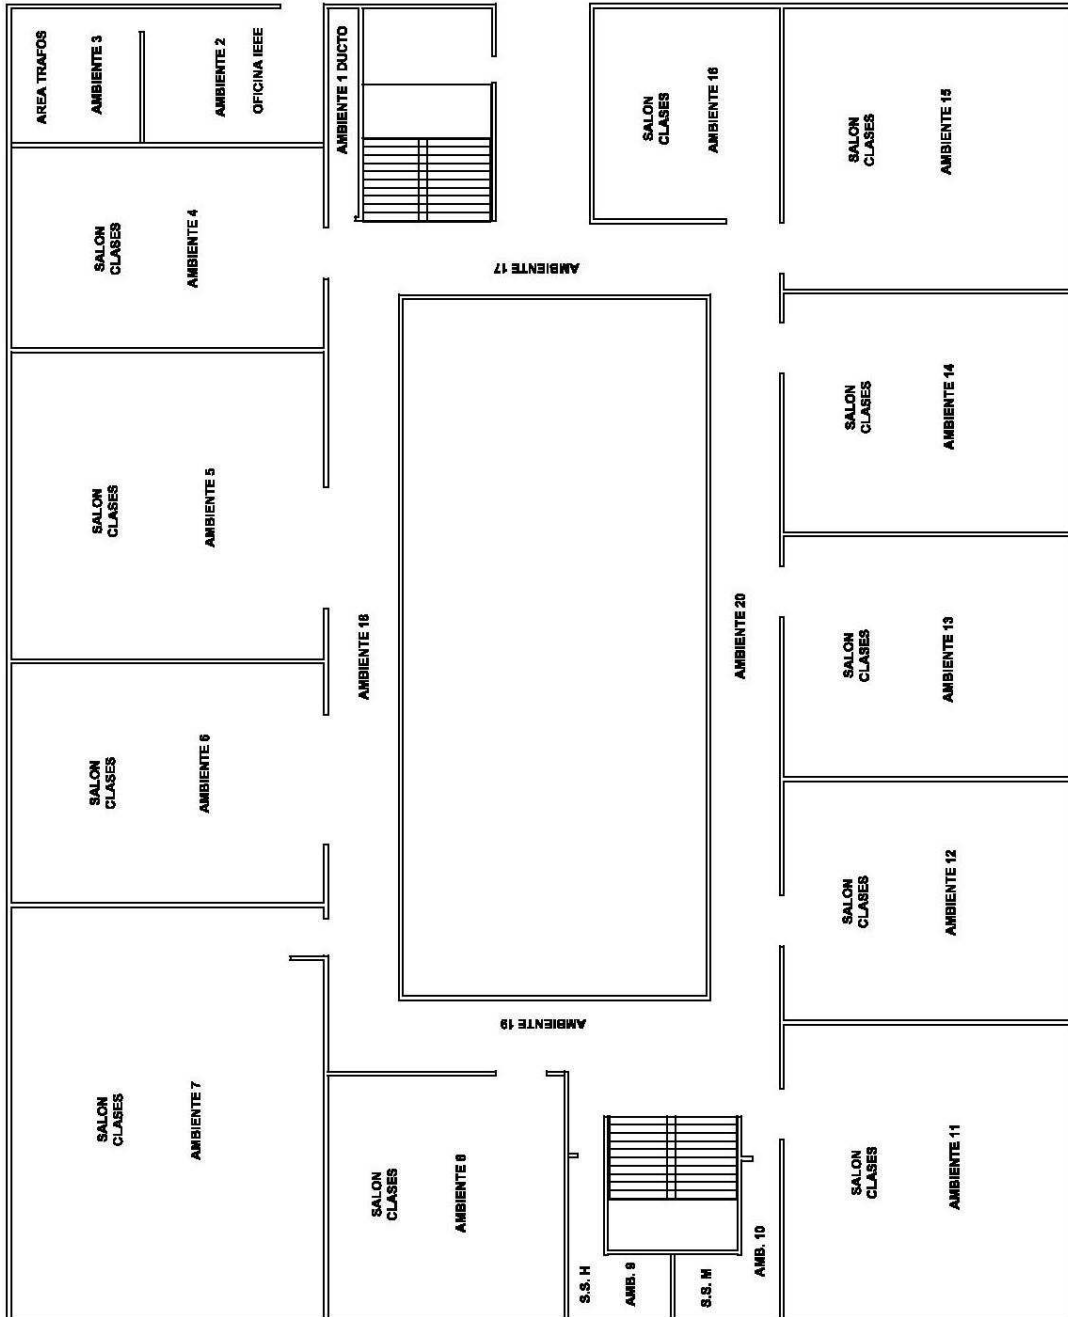 AREA TRAFOS
AMBIENTE 3
AMBIENTE 2
OFICINA IEEE
AMBIENTE 1 DUCTO
SALON
CLASES
AMBIENTE 16
SALON
CLASES
AMBIENTE 15
SALON
CLASES
AMBIENTE 4
AMBIENTE 17
SALON
CLASES
AMBIENTE 14
SALON
CLASES
AMBIENTE 5
AMBIENTE 18
AMBIENTE 20
SALON
CLASES
AMBIENTE 13
SALON
CLASES
AMBIENTE 6
SALON
CLASES
AMBIENTE 12
AMBIENTE 19
SALON
CLASES
AMBIENTE 7
SALON
CLASES
AMBIENTE 8
SALON
CLASES
AMBIENTE 11
S.S. H
AMB. 9
S.S. M
AMB. 10